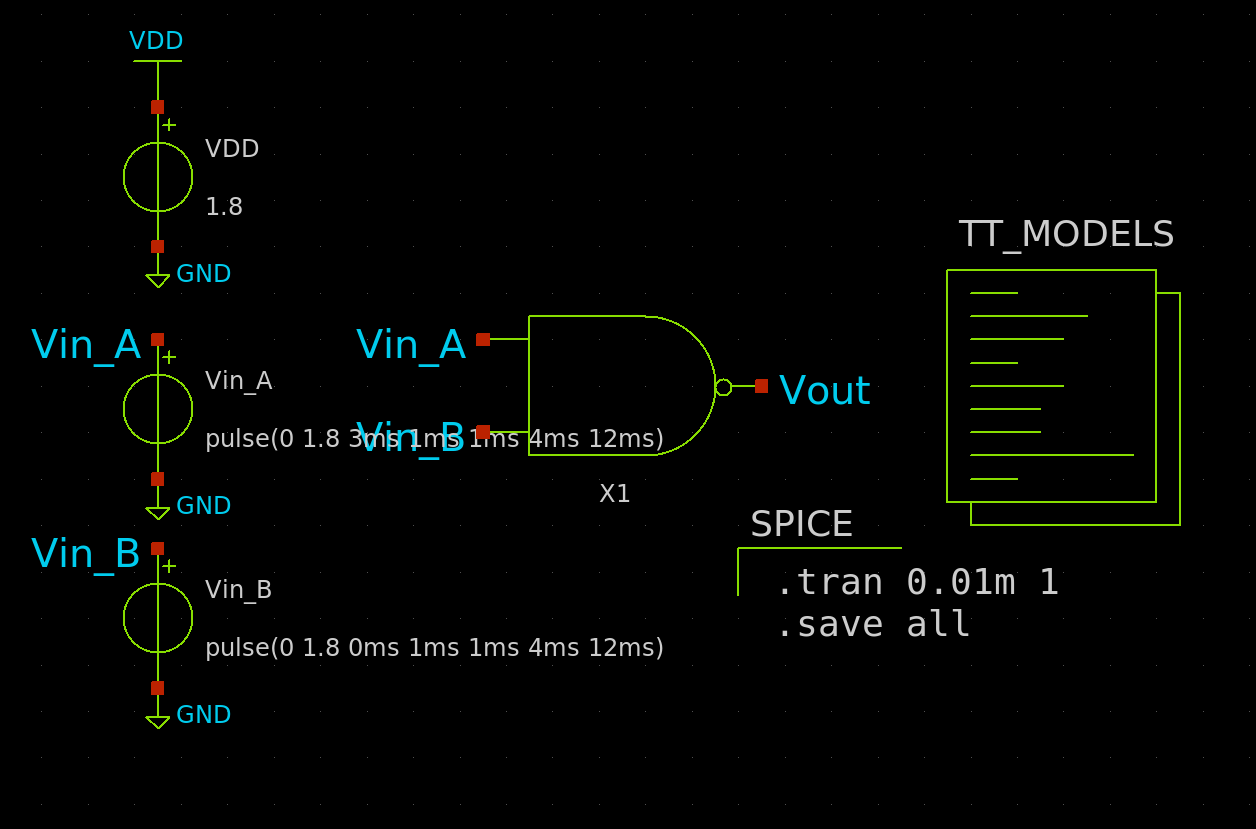 VDD
+
VDD
1.8
GND
Vin_A
+
Vin_A
pulse(0 1.8 3ms 1ms 1ms 4ms 12ms)
GND
Vin_B
+
Vin_B
pulse(0 1.8 0ms 1ms 1ms 4ms 12ms)
GND
Vin_A
Vin_B
Vout
X1
TT_MODELS
SPICE
.tran 0.01m 1
.save all